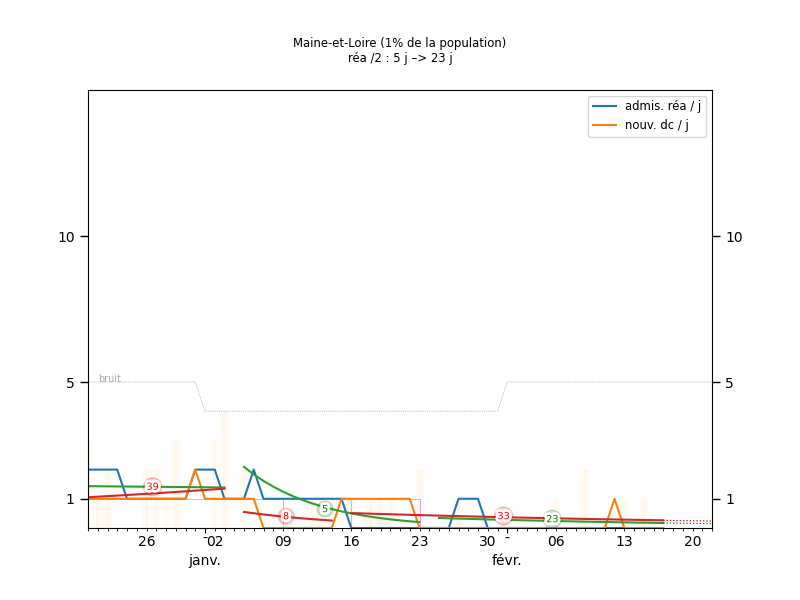 Maine-et-Loire (1% de la population)
réa /2 : 5 j –> 23 j
admis. réa / j
nouv. dc / j
10 10
bruit
5 5
39
5
8
33
23
1 1
26 02 09 16 23 30 06 13 20
janv. févr.